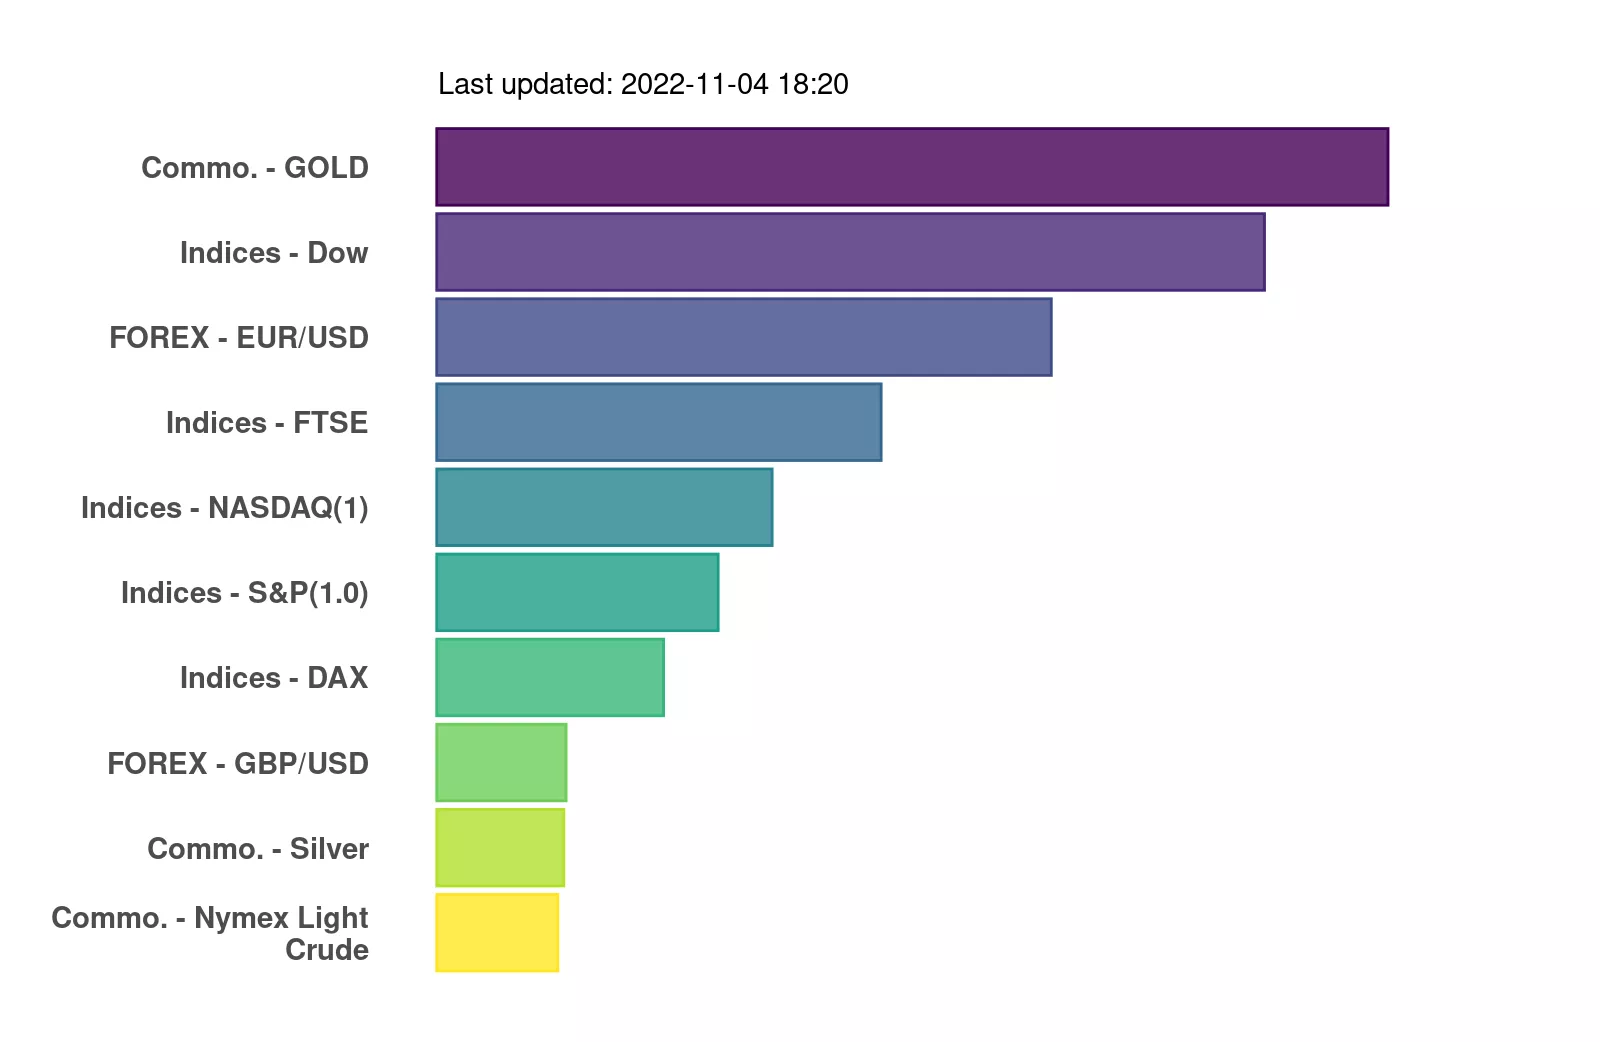 Last updated: 2022-11-04 18:20
Commo. - GOLD
Indices - Dow
FOREX - EUR/USD
Indices - FTSE
Indices - NASDAQ(1)
Indices - S&P(1.0)
Indices - DAX
FOREX - GBP/USD
Commo. - Silver
Commo. - Nymex Light
Crude